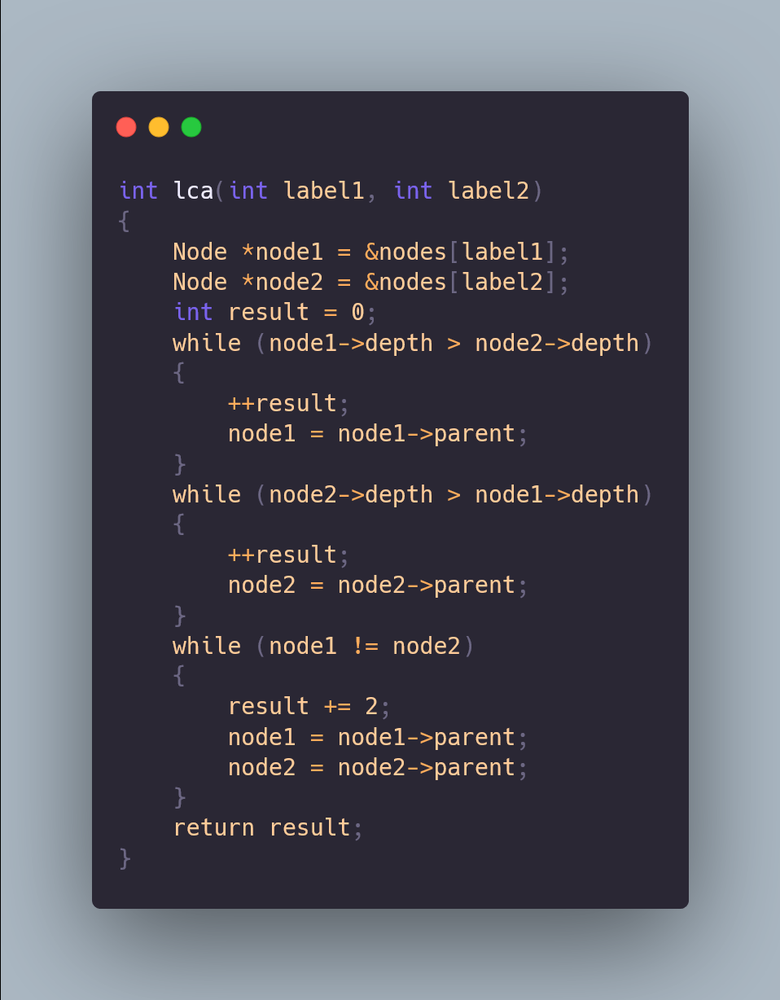 int lca(int label1, int label2)
{
    Node *node1 = &nodes[label1];
    Node *node2 = &nodes[label2];
    int result = 0;
    while (node1->depth > node2->depth)
    {
        ++result;
        node1 = node1->parent;
    }
    while (node2->depth > node1->depth)
    {
        ++result;
        node2 = node2->parent;
    }
    while (node1 != node2)
    {
        result += 2;
        node1 = node1->parent;
        node2 = node2->parent;
    }
    return result;
}